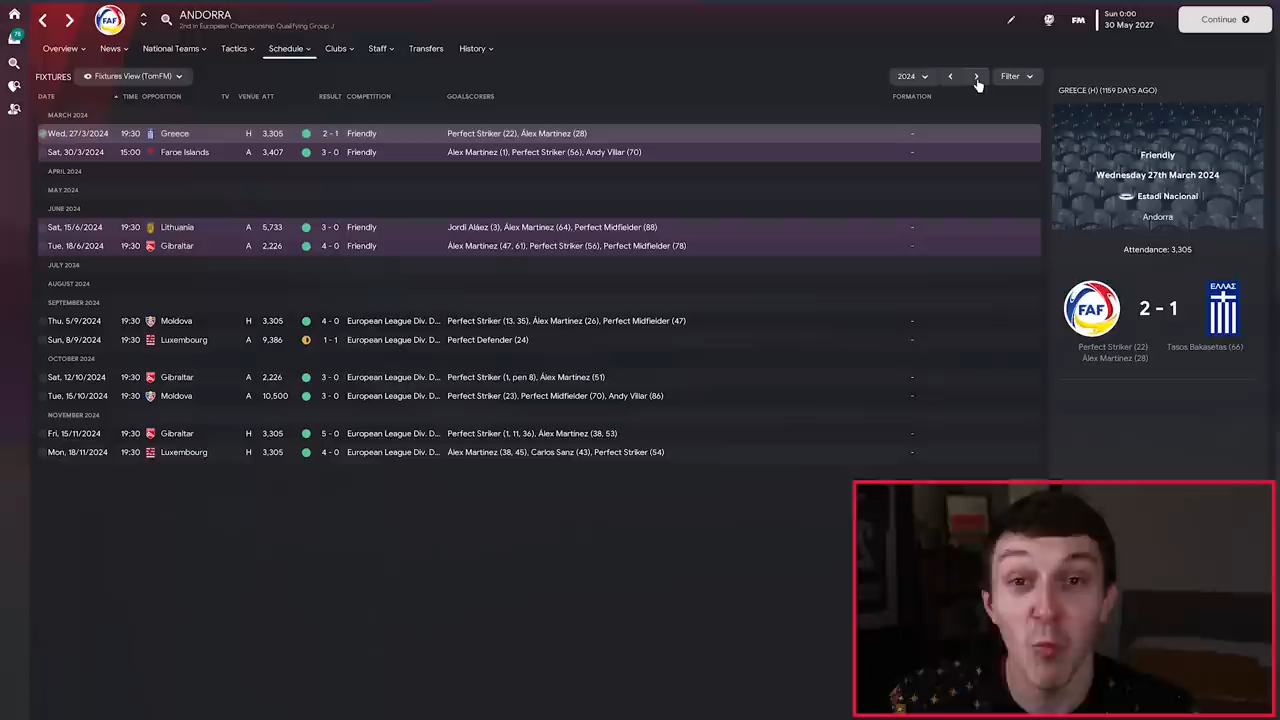 ANDORRA
2nd in European Championship Qualifying Group J
FM
Sun 0:00
30 May 2027
Continue
76
Overview News National Teams Tactics Schedule Clubs Staff Transfers History
FIXTURES Fixtures View (TomFM) 2024 Filter
DATE TIME OPPOSITION TV VENUE ATT RESULT COMPETITION GOALSCORERS FORMATION
MARCH 2024
Wed, 27/3/2024 19:30 Greece H 3,305 2 - 1 Friendly Perfect Striker (22), Álex Martínez (28) -
Sat, 30/3/2024 15:00 Faroe Islands A 3,407 3 - 0 Friendly Álex Martínez (1), Perfect Striker (56), Andy Villar (70) -
APRIL 2024
MAY 2024
JUNE 2024
Sat, 15/6/2024 19:30 Lithuania A 5,733 3 - 0 Friendly Jordi Aláez (3), Álex Martínez (64), Perfect Midfielder (88) -
Tue, 18/6/2024 19:30 Gibraltar A 2,226 4 - 0 Friendly Álex Martínez (47, 61), Perfect Striker (56), Perfect Midfielder (78) -
JULY 2024
AUGUST 2024
SEPTEMBER 2024
Thu, 5/9/2024 19:30 Moldova H 3,305 4 - 0 European League Div. D... Perfect Striker (13, 35), Álex Martínez (26), Perfect Midfielder (47) -
Sun, 8/9/2024 19:30 Luxembourg A 9,386 1 - 1 European League Div. D... Perfect Defender (24) -
OCTOBER 2024
Sat, 12/10/2024 19:30 Gibraltar A 2,226 3 - 0 European League Div. D... Perfect Striker (1, pen 8), Álex Martínez (51) -
Tue, 15/10/2024 19:30 Moldova A 10,500 3 - 0 European League Div. D... Perfect Striker (23), Perfect Midfielder (70), Andy Villar (86) -
NOVEMBER 2024
Fri, 15/11/2024 19:30 Gibraltar H 3,305 5 - 0 European League Div. D... Perfect Striker (1, 11, 36), Álex Martínez (38, 53) -
Mon, 18/11/2024 19:30 Luxembourg H 3,305 4 - 0 European League Div. D... Álex Martínez (38, 45), Carlos Sanz (43), Perfect Striker (54) -
GREECE (H) (1159 DAYS AGO)
Friendly
Wednesday 27th March 2024
Estadi Nacional
Andorra
Attendance: 3,305
FAF 2 - 1 ΕΛΛΑΣ
Perfect Striker (22) Tasos Bakasetas (66)
Álex Martínez (28)